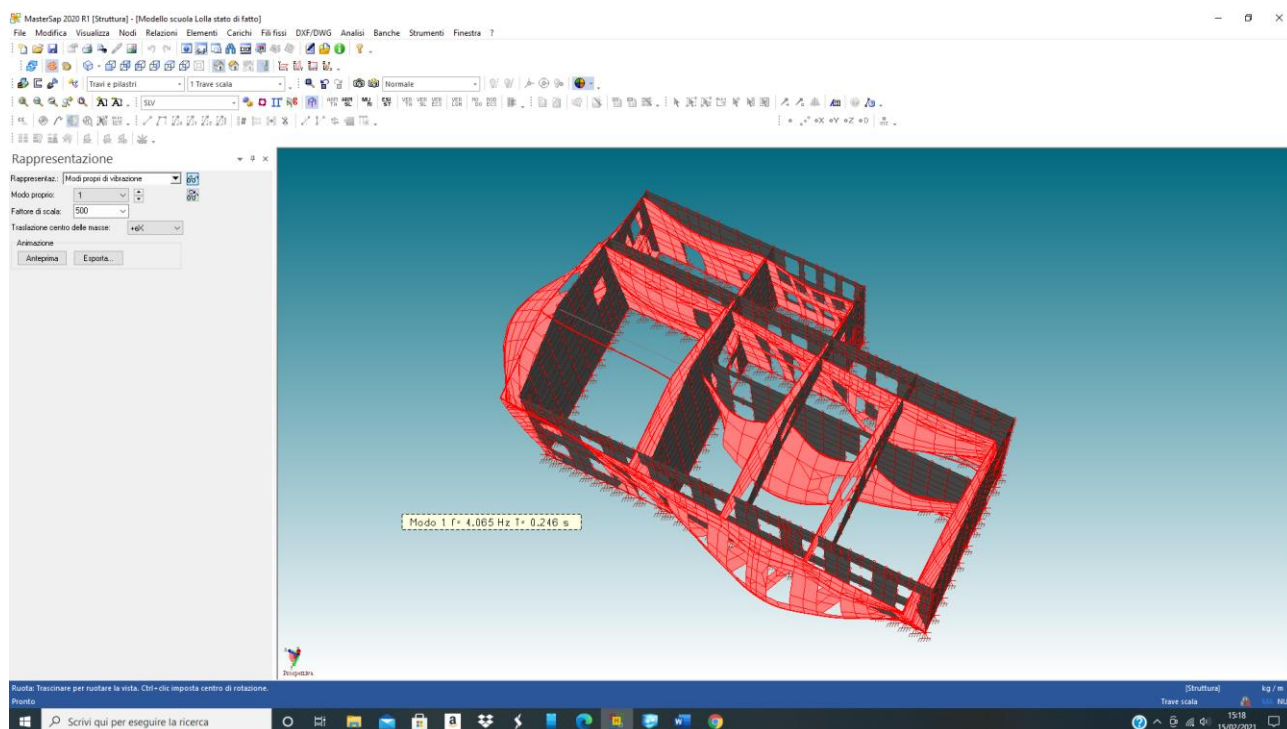 MasterSap 2020 R1 [Struttura] - [Modello scuola Lolla stato di fatto]
File Modifica Visualizza Nodi Relazioni Elementi Carichi Fili fissi DXF/DWG Analisi Banche Strumenti Finestra ?
Travi e pilastri 1 Trave scala Normale
SLV
Rappresentazione
Rappresentaz.: Modi propri di vibrazione
Modo proprio: 1
Fattore di scala: 500
Traslazione centro delle masse: +eX
Animazione
Anteprima Esporta...
Modo 1 f= 4.065 Hz T= 0.246 s
Prospettiva
Ruota: Trascinare per ruotare la vista. Ctrl+clic imposta centro di rotazione.
[Struttura] kg / m
Pronto
Trave scala NU
Scrivi qui per eseguire la ricerca
15:18
15/02/2021